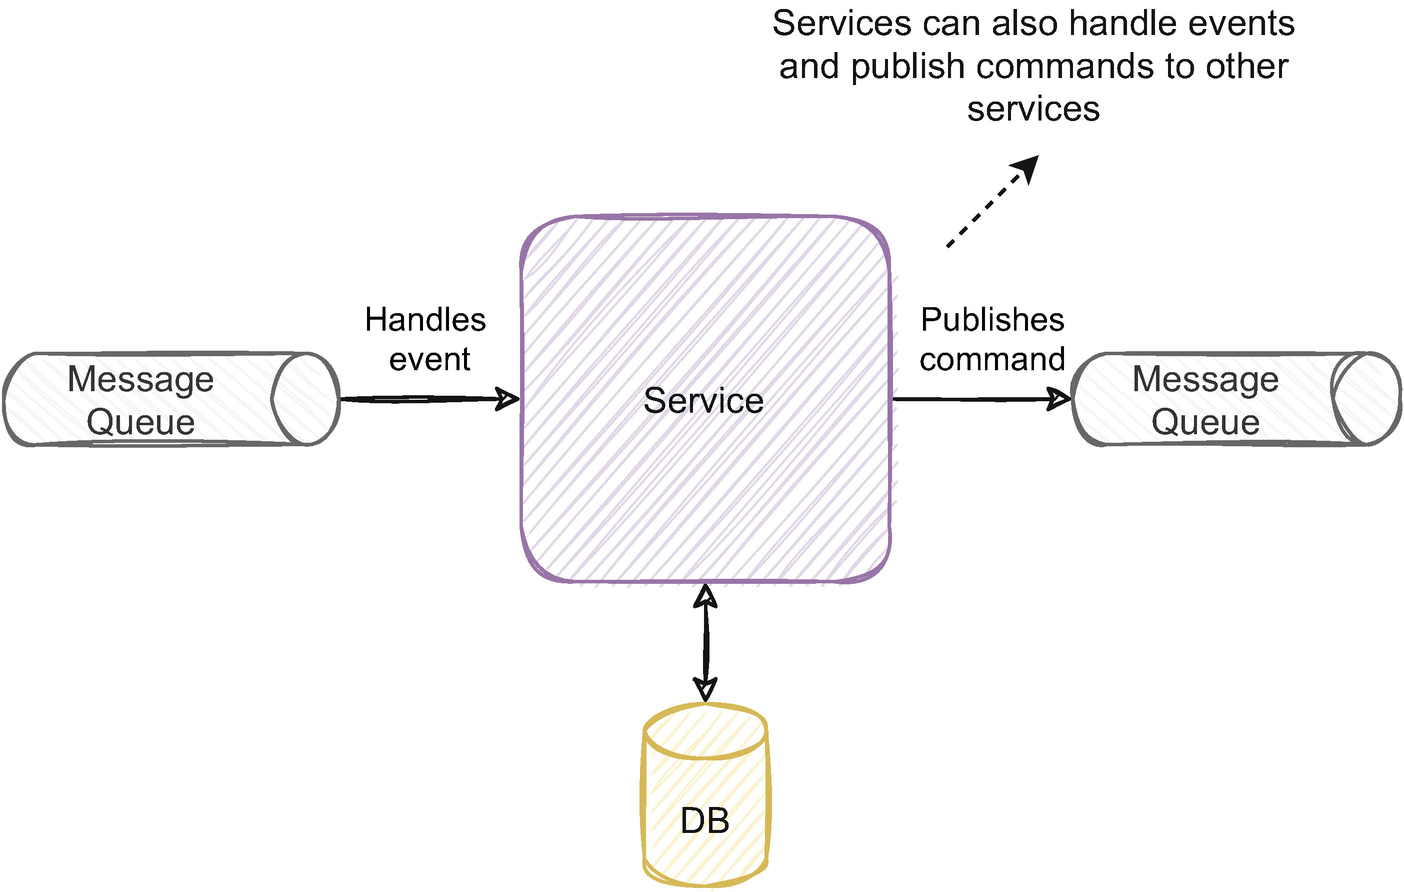 Services can also handle events
and publish commands to other
services
Handles
event
Publishes
command
Message
Queue
Service
Message
Queue
DB